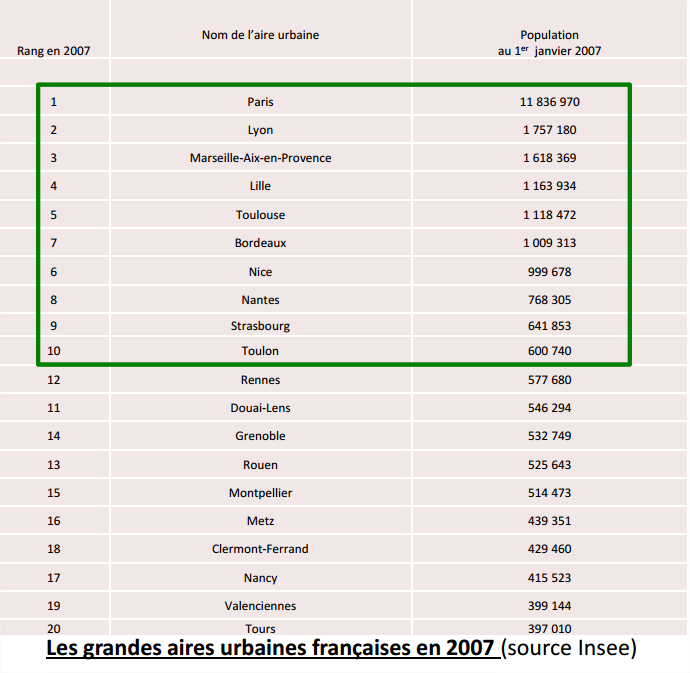 Rang en 2007 Nom de l’aire urbaine Population
au 1er janvier 2007
1 Paris 11 836 970
2 Lyon 1 757 180
3 Marseille-Aix-en-Provence 1 618 369
4 Lille 1 163 934
5 Toulouse 1 118 472
7 Bordeaux 1 009 313
6 Nice 999 678
8 Nantes 768 305
9 Strasbourg 641 853
10 Toulon 600 740
12 Rennes 577 680
11 Douai-Lens 546 294
14 Grenoble 532 749
13 Rouen 525 643
15 Montpellier 514 473
16 Metz 439 351
18 Clermont-Ferrand 429 460
17 Nancy 415 523
19 Valenciennes 399 144
20 Tours 397 010
Les grandes aires urbaines françaises en 2007 (source Insee)